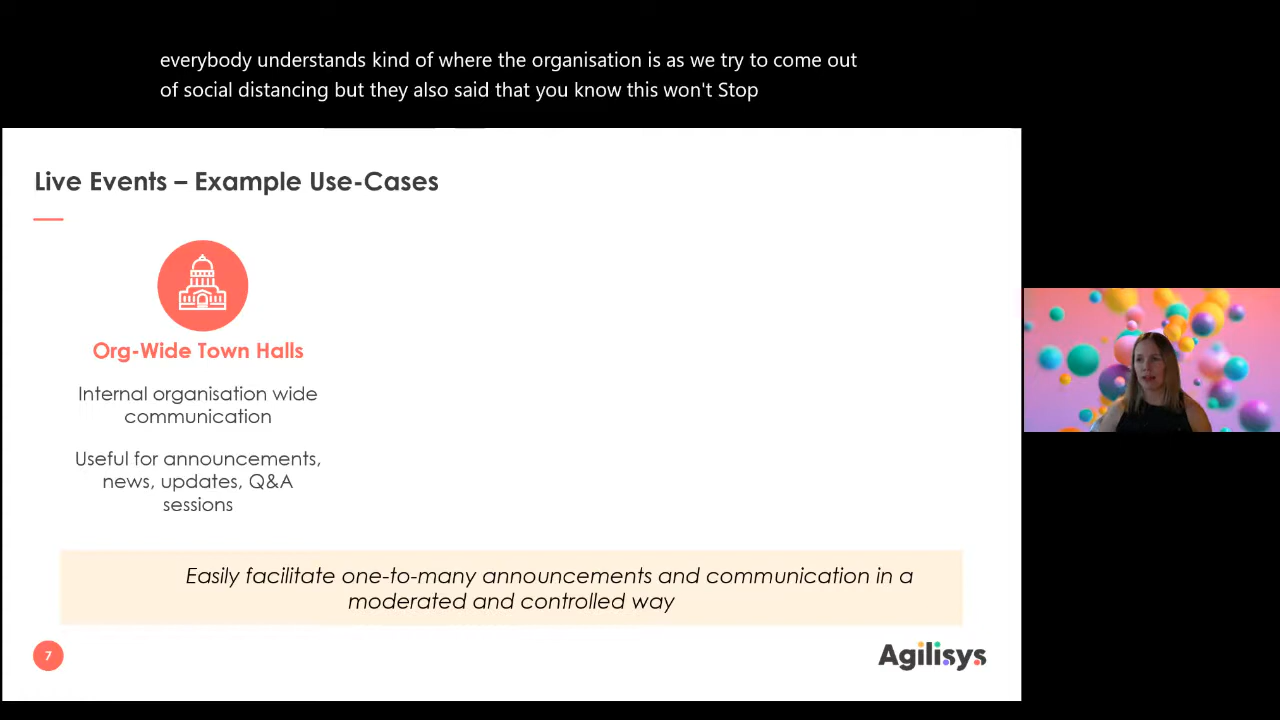 everybody understands kind of where the organisation is as we try to come out
of social distancing but they also said that you know this won't Stop
Live Events – Example Use-Cases
Org-Wide Town Halls
Internal organisation wide
communication
Useful for announcements,
news, updates, Q&A
sessions
Easily facilitate one-to-many announcements and communication in a
moderated and controlled way
7
Agilisys